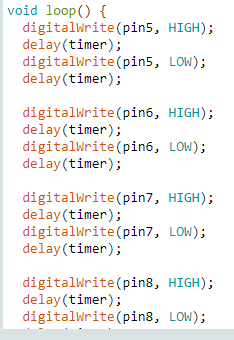 void loop() {
  digitalWrite(pin5, HIGH);
  delay(timer);
  digitalWrite(pin5, LOW);
  delay(timer);

  digitalWrite(pin6, HIGH);
  delay(timer);
  digitalWrite(pin6, LOW);
  delay(timer);

  digitalWrite(pin7, HIGH);
  delay(timer);
  digitalWrite(pin7, LOW);
  delay(timer);

  digitalWrite(pin8, HIGH);
  delay(timer);
  digitalWrite(pin8, LOW);